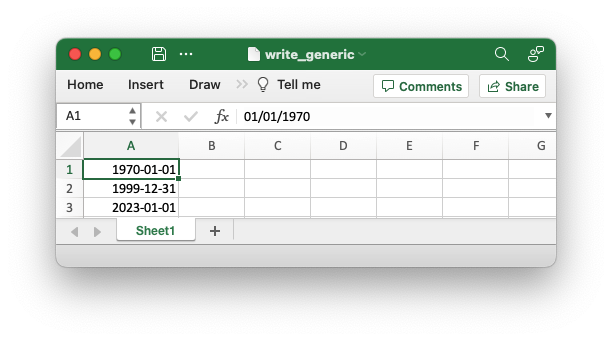 write_generic
Home Insert Draw Tell me Comments Share
A1 fx 01/01/1970
A B C D E F G
1 1970-01-01
2 1999-12-31
3 2023-01-01
Sheet1 +